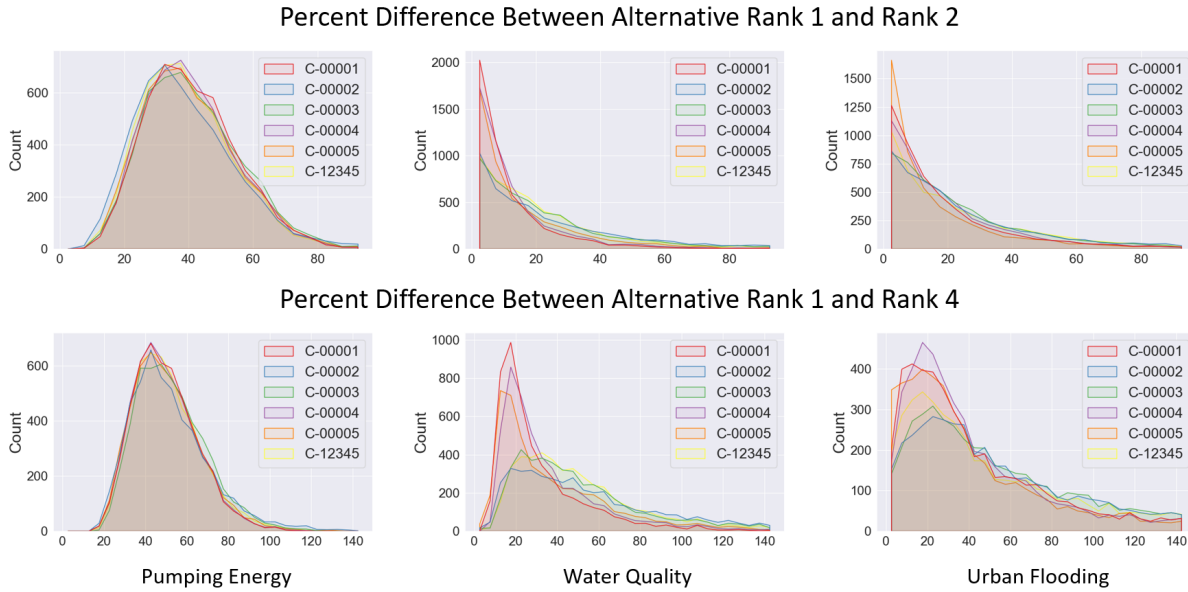 Percent Difference Between Alternative Rank 1 and Rank 2
Count
600
400
200
0
0
20
40
60
80
C-00001
C-00002
C-00003
C-00004
C-00005
C-12345
Count
2000
1500
1000
500
0
0
20
40
60
80
C-00001
C-00002
C-00003
C-00004
C-00005
C-12345
Count
1500
1250
1000
750
500
250
0
0
20
40
60
80
C-00001
C-00002
C-00003
C-00004
C-00005
C-12345
Percent Difference Between Alternative Rank 1 and Rank 4
Count
600
400
200
0
0
20
40
60
80
100
120
140
C-00001
C-00002
C-00003
C-00004
C-00005
C-12345
Pumping Energy
Count
1000
800
600
400
200
0
0
20
40
60
80
100
120
140
C-00001
C-00002
C-00003
C-00004
C-00005
C-12345
Water Quality
Count
400
300
200
100
0
0
20
40
60
80
100
120
140
C-00001
C-00002
C-00003
C-00004
C-00005
C-12345
Urban Flooding